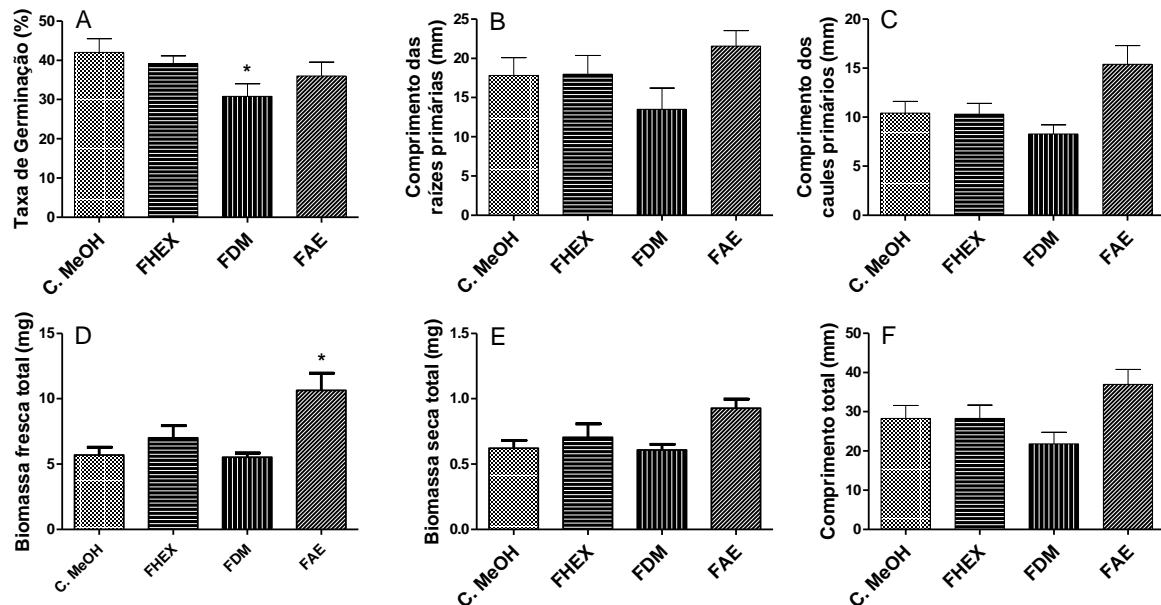 A
Taxa de Germinação (%)
50
40
30
20
10
0
*
C. MeOH
FHEX
FDM
FAE
B
Comprimento das
raízes primárias (mm)
25
20
15
10
5
0
C. MeOH
FHEX
FDM
FAE
C
Comprimento dos
caules primários (mm)
20
15
10
5
0
C. MeOH
FHEX
FDM
FAE
D
Biomassa fresca total (mg)
15
10
5
0
*
C. MeOH
FHEX
FDM
FAE
E
Biomassa seca total (mg)
1.5
1.0
0.5
0.0
C. MeOH
FHEX
FDM
FAE
F
Comprimento total (mm)
50
40
30
20
10
0
C. MeOH
FHEX
FDM
FAE